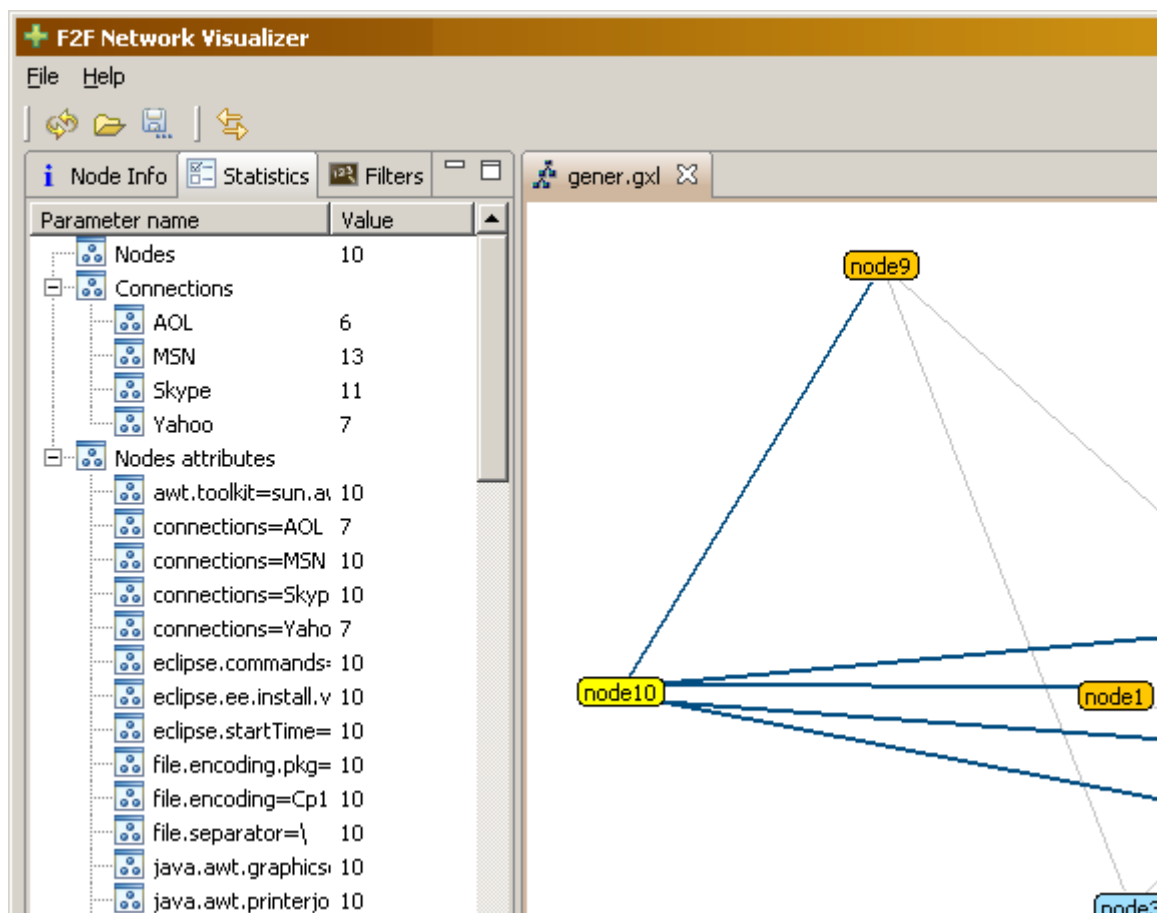 F2F Network Visualizer
File Help
Node Info Statistics Filters
Parameter name Value
Nodes 10
Connections
AOL 6
MSN 13
Skype 11
Yahoo 7
Nodes attributes
awt.toolkit=sun.a 10
connections=AOL 7
connections=MSN 10
connections=Skyp 10
connections=Yaho 7
eclipse.commands= 10
eclipse.ee.install.v 10
eclipse.startTime= 10
file.encoding.pkg= 10
file.encoding=Cp1 10
file.separator=\ 10
java.awt.graphics 10
java.awt.printerjo 10
gener.gxl
node9
node10
node1
node3